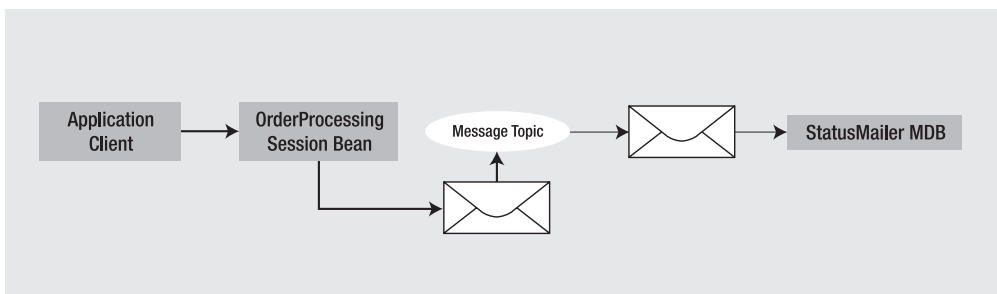 Application
Client
OrderProcessing
Session Bean
Message Topic
StatusMailer MDB